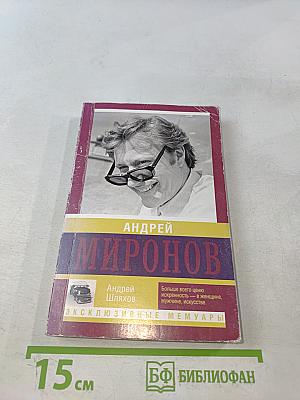 АНДРЕЙ
МИРОНОВ
Андрей
Шляхов
Больше всего ценю
искренность — в женщине,
мужчине, искусстве.
ЭКСКЛЮЗИВНЫЕ МЕМУАРЫ
15 см
БФ БИБЛИОФАН